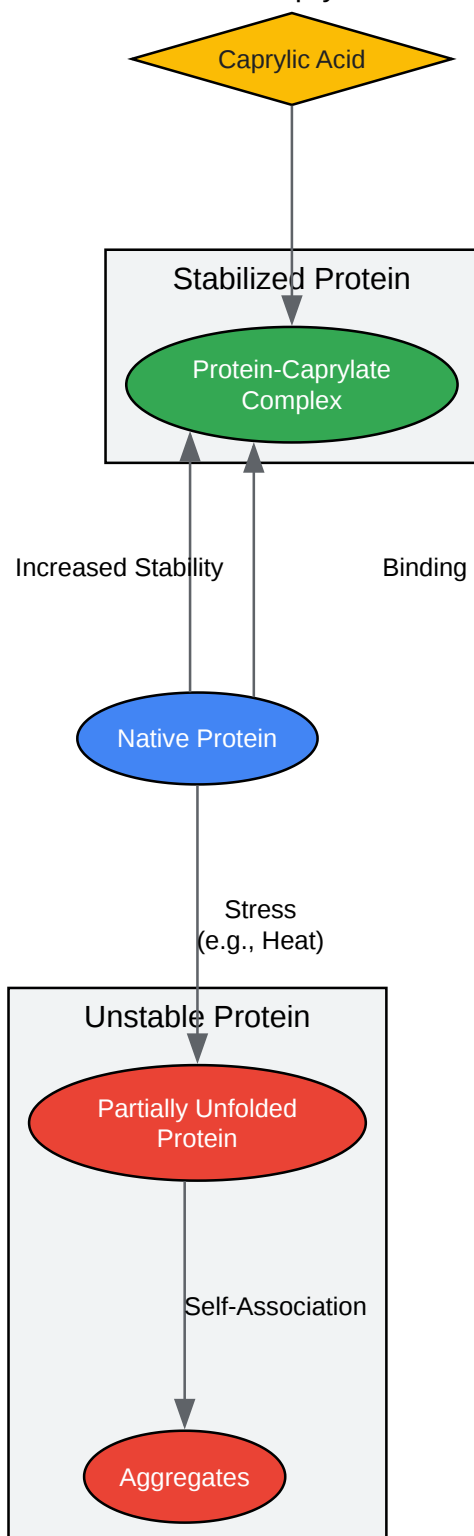 Caprylic Acid
Stabilized Protein
Protein-Caprylate
Complex
Increased Stability
Binding
Native Protein
Stress
(e.g., Heat)
Unstable Protein
Partially Unfolded
Protein
Self-Association
Aggregates